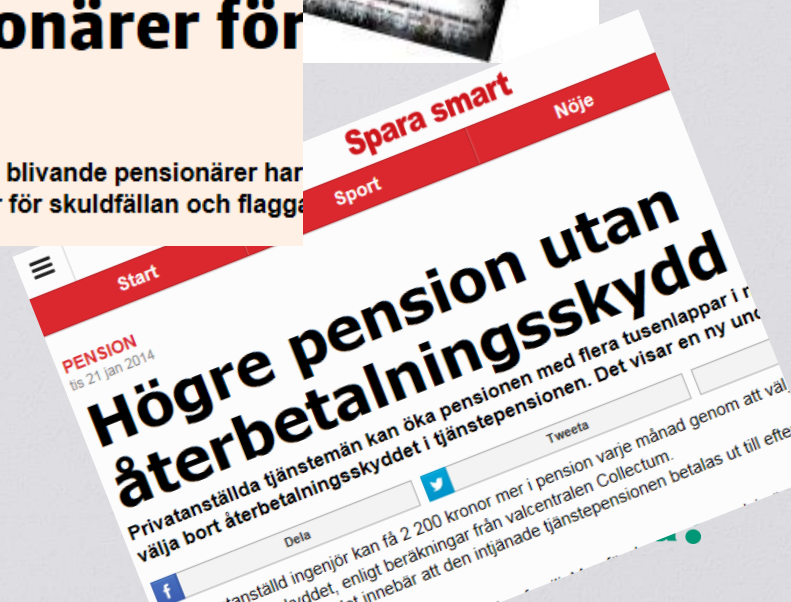 onärer för
blivande pensionärer har
för skuldfällan och flagga
Spara smart
Start Sport Nöje
PENSION
tis 21 jan 2014
Högre pension utan
återbetalningsskydd
Privatanställda tjänstemän kan öka pensionen med flera tusenlappar i
välja bort återbetalningsskyddet i tjänstepensionen. Det visar en ny
Dela Tweeta
kan få 2 200 kronor mer i pension varje månad genom att
enligt beräkningar från valcentralen Collectum.
innebär att den intjänade tjänstepensionen betalas ut till